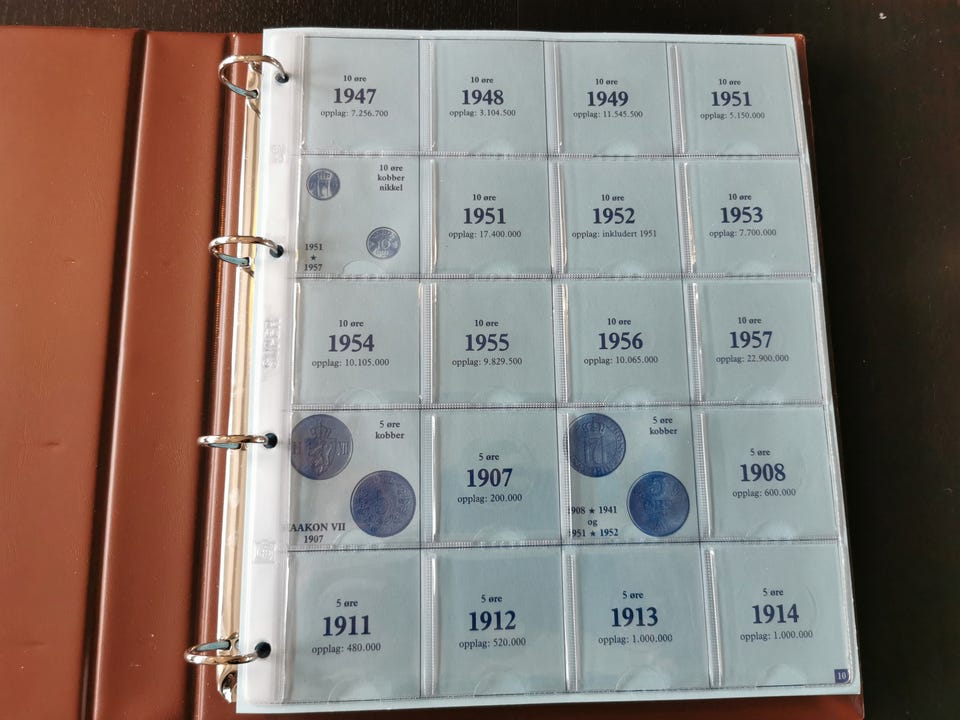 10 øre
1947
opplag: 7.256.700
10 øre
1948
opplag: 3.104.500
10 øre
1949
opplag: 11.545.500
10 øre
1951
opplag: 5.150.000
10 øre
kobber
nikkel
1951
★
1957
10 øre
1951
opplag: 17.400.000
10 øre
1952
opplag: inkludert 1951
10 øre
1953
opplag: 7.700.000
10 øre
1954
opplag: 10.105.000
10 øre
1955
opplag: 9.829.500
10 øre
1956
opplag: 10.065.000
10 øre
1957
opplag: 22.900.000
5 øre
kobber
AAKON VII
1907
5 øre
1907
opplag: 200.000
5 øre
kobber
908 ★ 1941
og
951 ★ 1952
5 øre
1908
opplag: 600.000
5 øre
1911
opplag: 480.000
5 øre
1912
opplag: 520.000
5 øre
1913
opplag: 1.000.000
5 øre
1914
opplag: 1.000.000
10